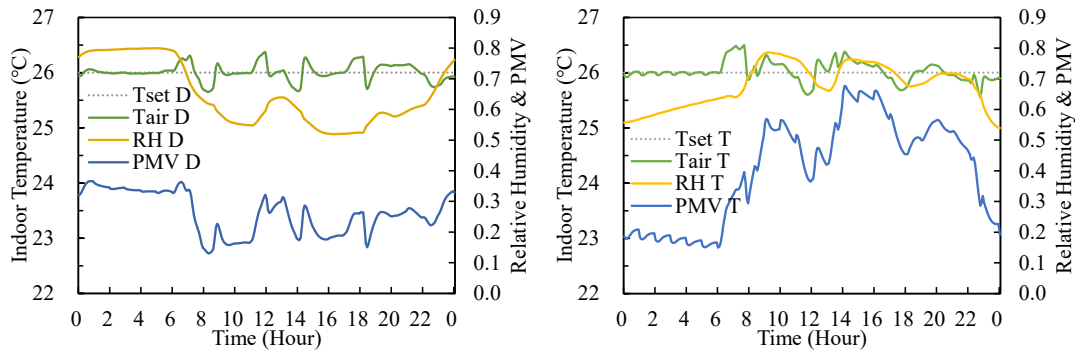 27
26
25
24
23
22
Indoor Temperature (°C)
Tset D
Tair D
RH D
PMV D
0.9
0.8
0.7
0.6
0.5
0.4
0.3
0.2
0.1
0.0
Relative Humidity & PMV
0 2 4 6 8 10 12 14 16 18 20 22 0
Time (Hour)
27
26
25
24
23
22
Indoor Temperature (°C)
Tset T
Tair T
RH T
PMV T
0.9
0.8
0.7
0.6
0.5
0.4
0.3
0.2
0.1
0.0
Relative Humidity & PMV
0 2 4 6 8 10 12 14 16 18 20 22 0
Time (Hour)